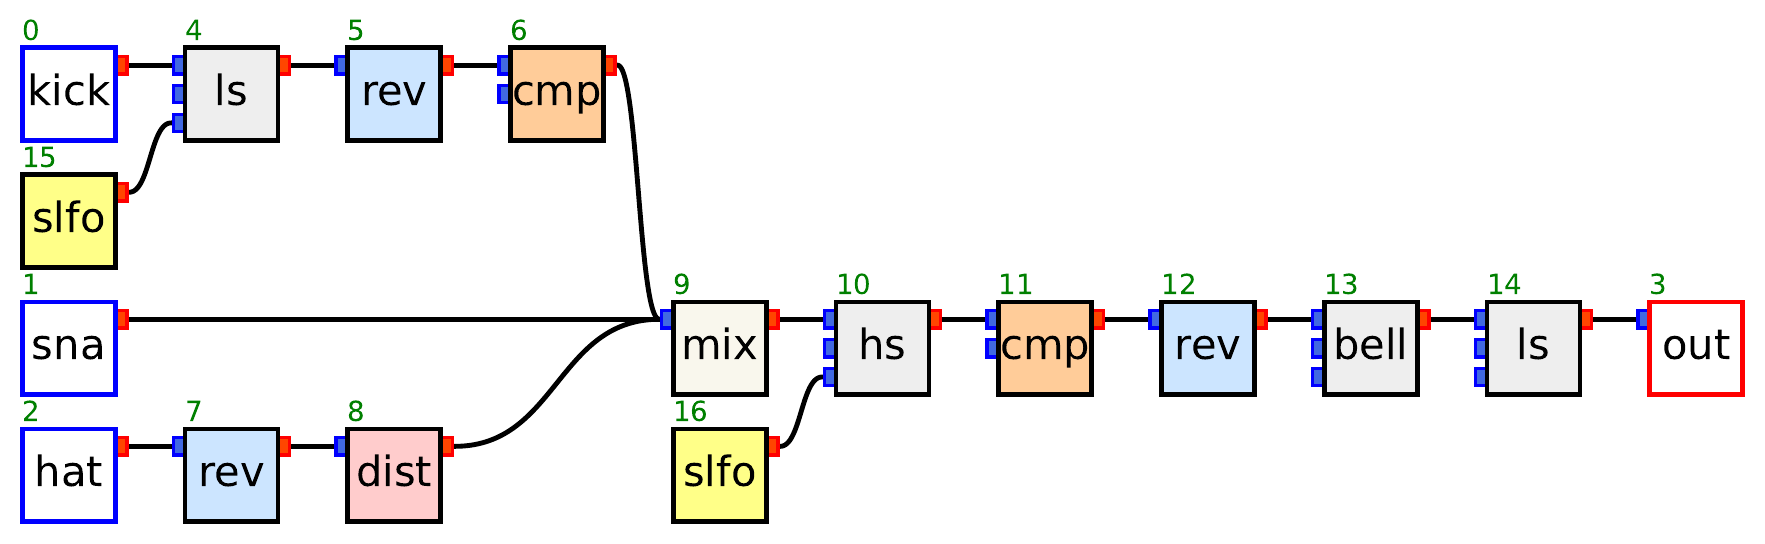 0 4 5 6
kick ls rev cmp
15
slfo
1 9 10 11 12 13 14 3
sna mix hs cmp rev bell ls out
2 7 8 16
hat rev dist slfo